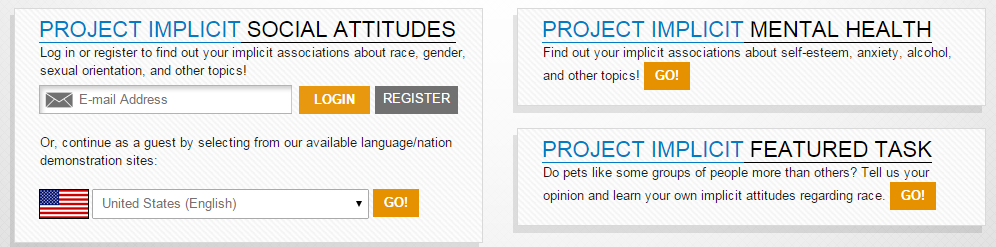 PROJECT IMPLICIT SOCIAL ATTITUDES
Log in or register to find out your implicit associations about race, gender,
sexual orientation, and other topics!
E-mail Address
LOGIN
REGISTER
Or, continue as a guest by selecting from our available language/nation
demonstration sites:
United States (English)
GO!
PROJECT IMPLICIT MENTAL HEALTH
Find out your implicit associations about self-esteem, anxiety, alcohol,
and other topics! GO!
PROJECT IMPLICIT FEATURED TASK
Do pets like some groups of people more than others? Tell us your
opinion and learn your own implicit attitudes regarding race. GO!